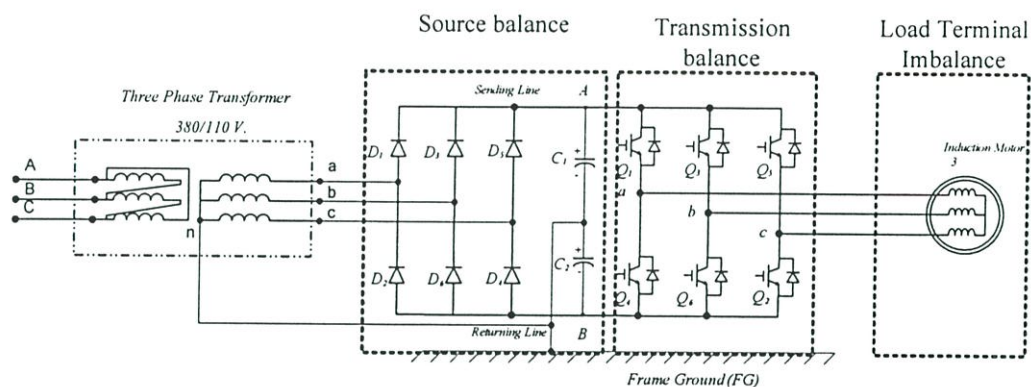 Source balance
Transmission
balance
Load Terminal
Imbalance
Three Phase Transformer
380/110 V.
Sending Line
A
D1
D3
D5
C1
Q1
Q3
Q5
Induction Motor
3
A
B
C
n
a
b
c
a
b
c
D2
D6
D4
C2
Q4
Q6
Q2
Returning Line
B
Frame Ground (FG)